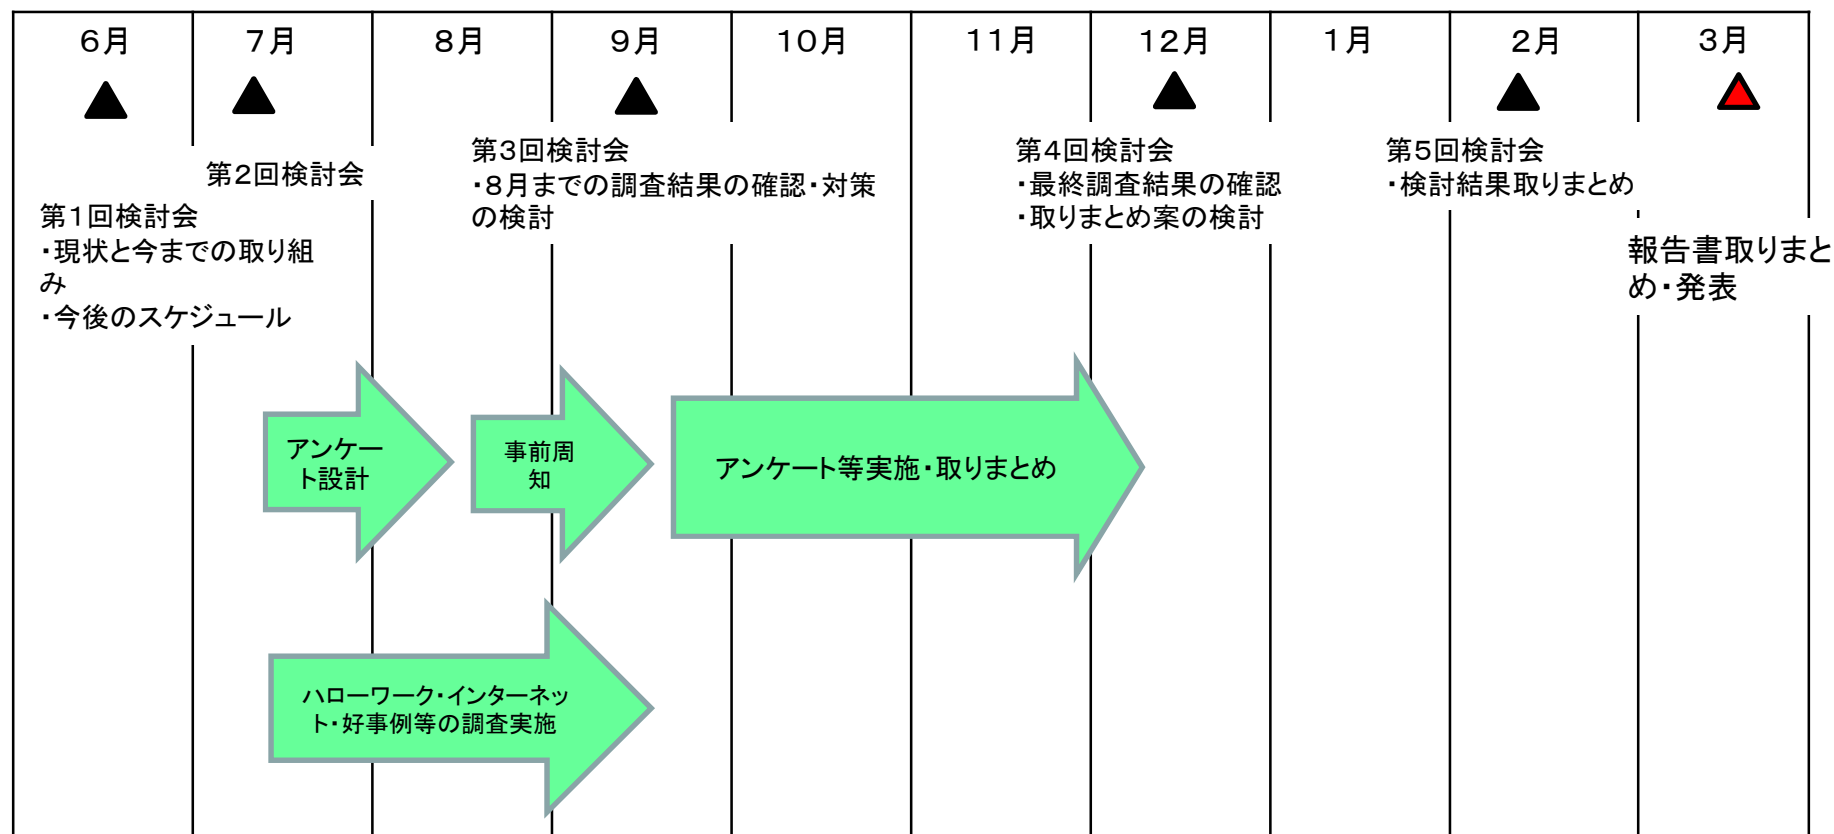 6月 7月 8月 9月 10月 11月 12月 1月 2月 3月
第1回検討会
・現状と今までの取り組
み
・今後のスケジュール
第2回検討会
第3回検討会
・8月までの調査結果の確認・対策
の検討
第4回検討会
・最終調査結果の確認
・取りまとめ案の検討
第5回検討会
・検討結果取りまとめ
報告書取りまと
め・発表
アンケー
ト設計
事前周
知
アンケート等実施・取りまとめ
ハローワーク・インターネッ
ト・好事例等の調査実施